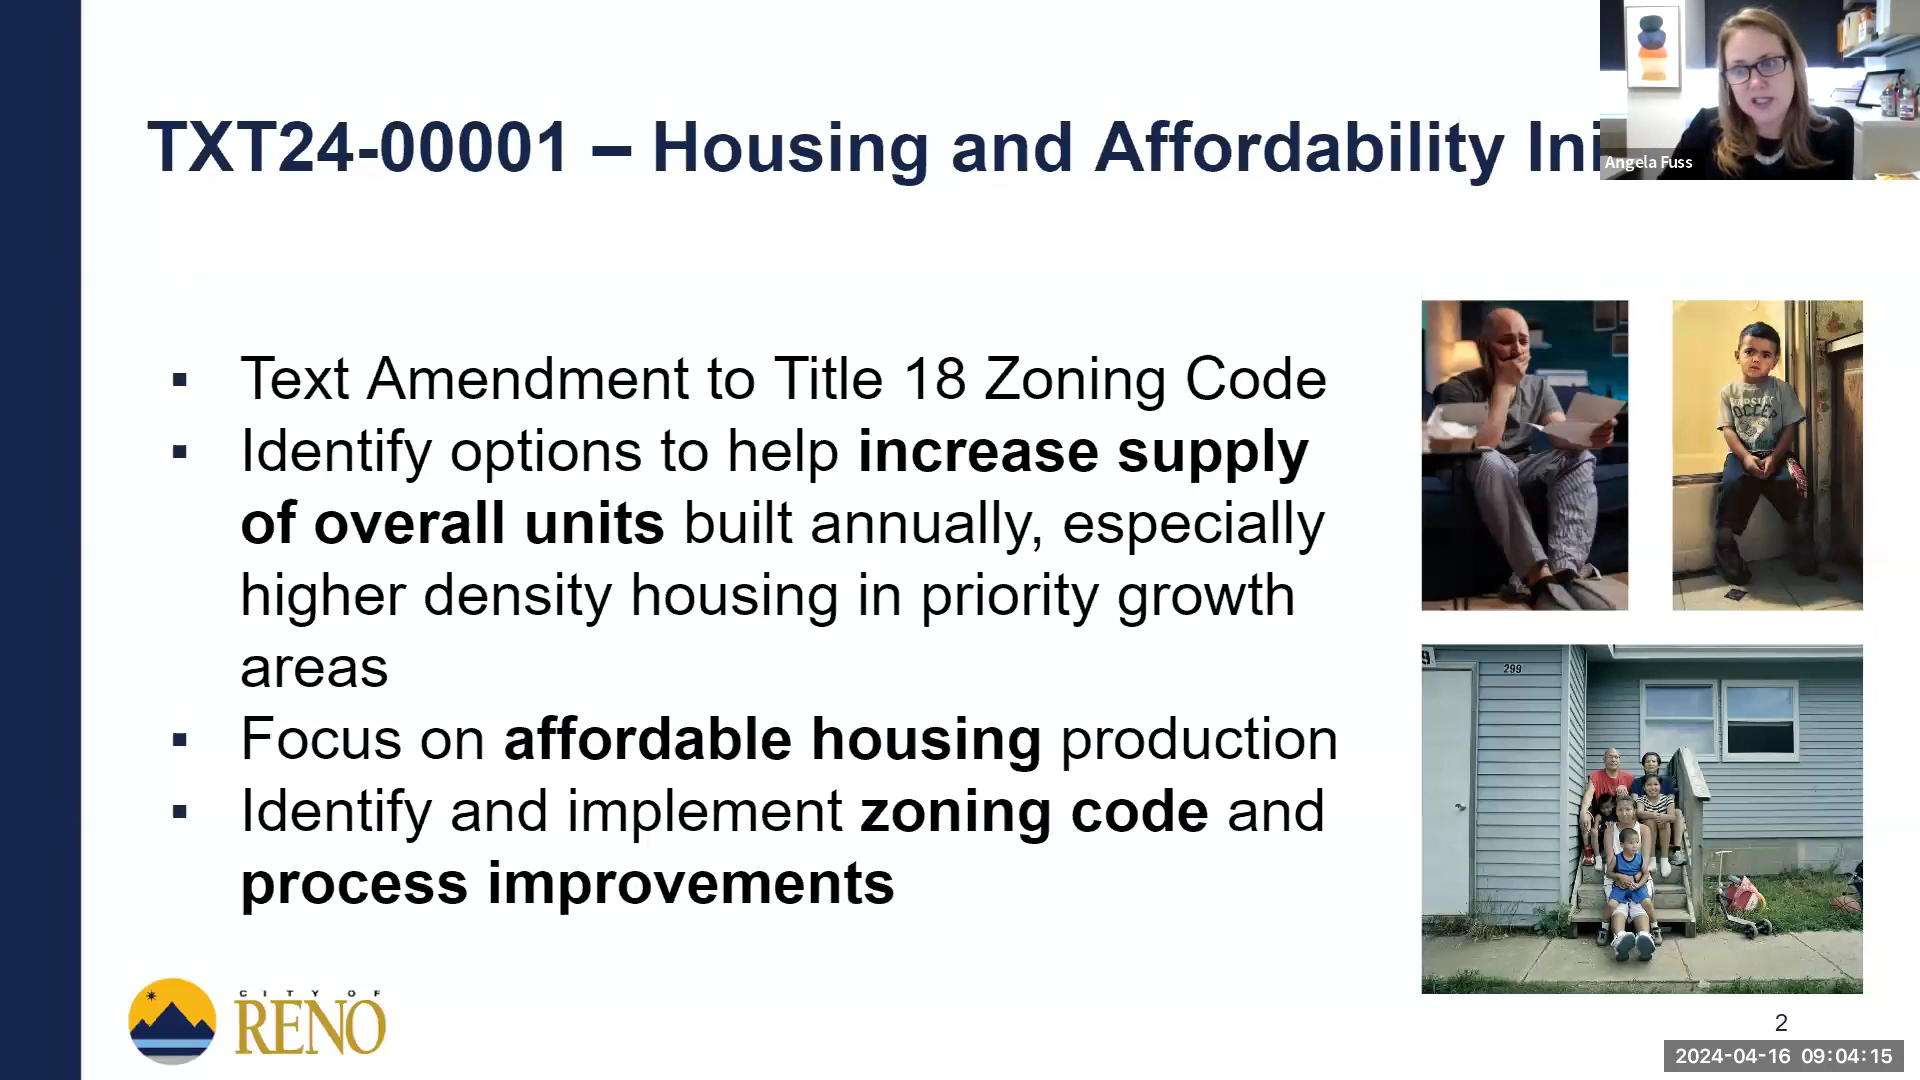 TXT24-00001 – Housing and Affordability Ini
Angela Fuss
▪ Text Amendment to Title 18 Zoning Code
▪ Identify options to help increase supply
of overall units built annually, especially
higher density housing in priority growth
areas
▪ Focus on affordable housing production
▪ Identify and implement zoning code and
process improvements
SOCCER
9
299
CITY OF
RENO
2
2024-04-16 09:04:15